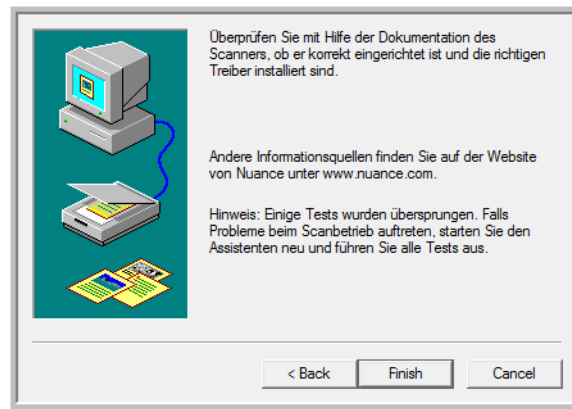 Überprüfen Sie mit Hilfe der Dokumentation des
Scanners, ob er korrekt eingerichtet ist und die richtigen
Treiber installiert sind.
Andere Informationsquellen finden Sie auf der Website
von Nuance unter www.nuance.com.
Hinweis: Einige Tests wurden übersprungen. Falls
Probleme beim Scanbetrieb auftreten, starten Sie den
Assistenten neu und führen Sie alle Tests aus.
< Back Finish Cancel